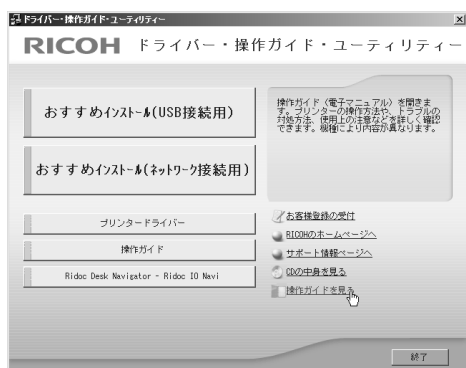 ドライバー・操作ガイド・ユーティリティー
RICOH ドライバー・操作ガイド・ユーティリティー
おすすめインストール(USB接続用)
おすすめインストール(ネットワーク接続用)
プリンタードライバー
操作ガイド
Ridoc Desk Navigator - Ridoc IO Navi
操作ガイド（電子マニュアル）を開きま
す。プリンターの操作方法や、トラブルの
対処方法、使用上の注意などを詳しく確認
できます。機種により内容が異なります。
お客様登録の受付
RICOHのホームページへ
サポート情報ページへ
CDの中身を見る
操作ガイドを見る
終了